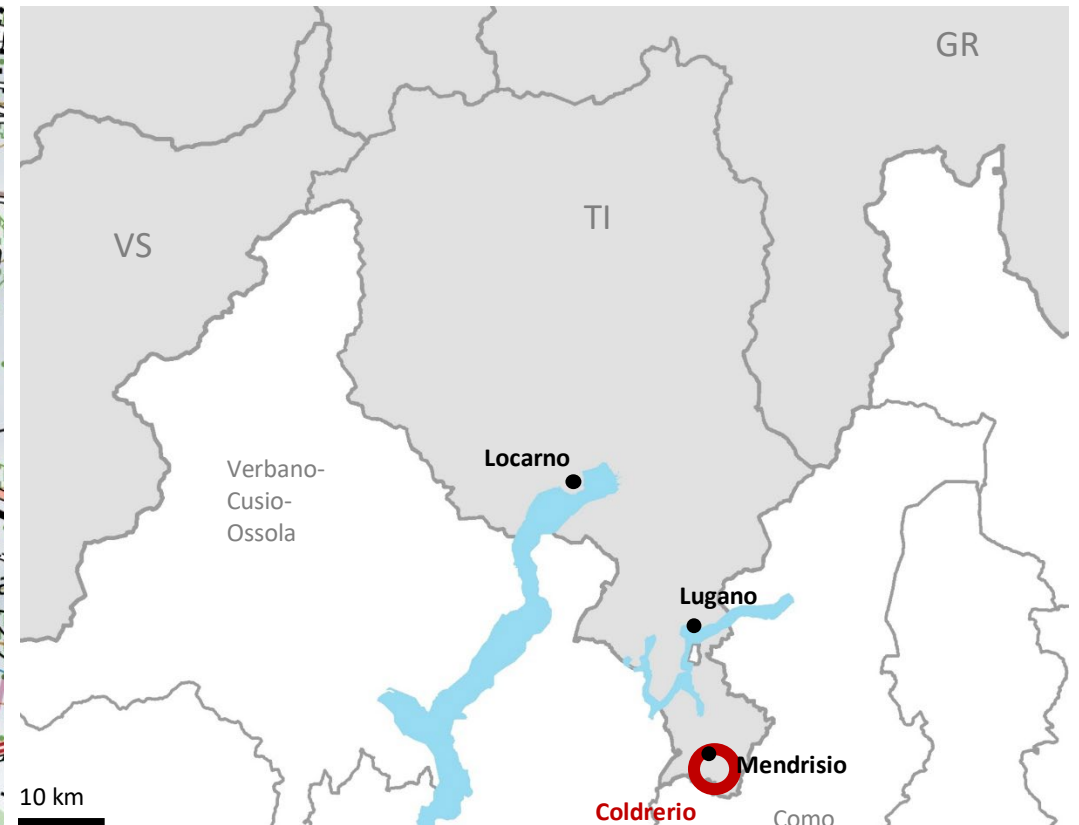 GR
TI
VS
Locarno
Verbano-
Cusio-
Ossola
Lugano
Mendrisio
10 km
Coldrerio
Como